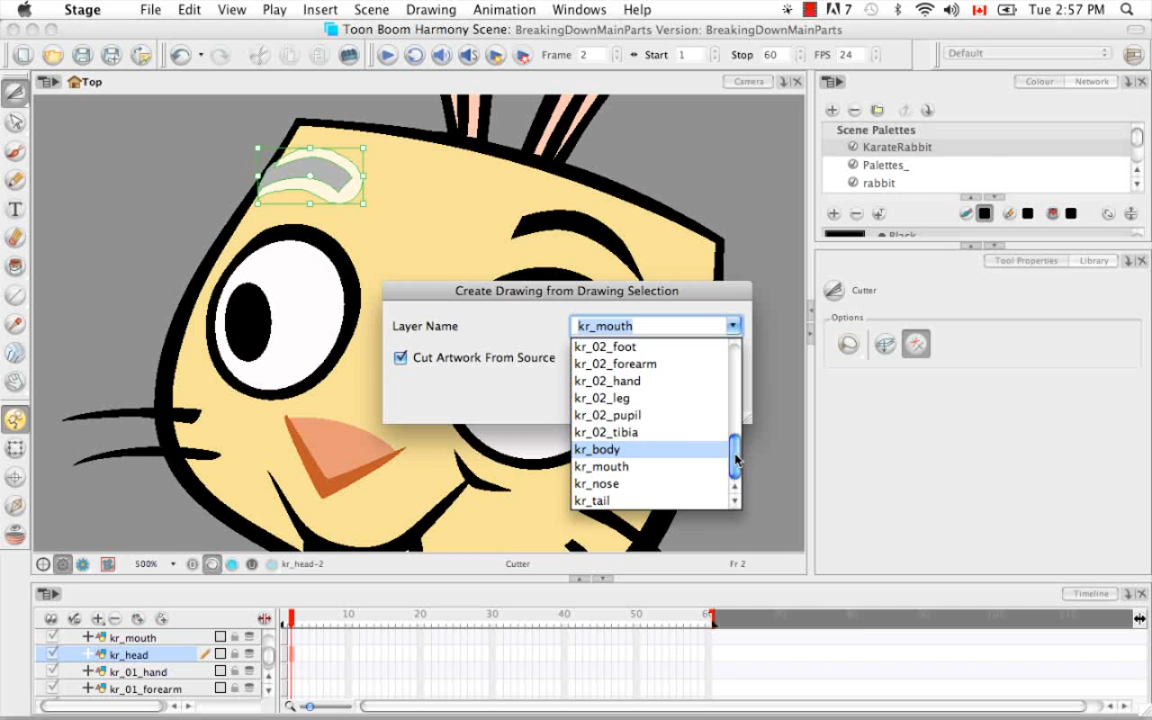 Stage File Edit View Play Insert Scene Drawing Animation Windows Help A 7 Tue 2:57 PM
Toon Boom Harmony Scene: BreakingDownMainParts Version: BreakingDownMainParts
Frame 2 Start 1 Stop 60 FPS 24 Default
Top Camera Colour Network
Scene Palettes
KarateRabbit
Palettes_
rabbit
Black
Tool Properties Library
Cutter
Options
Create Drawing from Drawing Selection
Layer Name kr_mouth
Cut Artwork From Source
kr_02_foot
kr_02_forearm
kr_02_hand
kr_02_leg
kr_02_pupil
kr_02_tibia
kr_body
kr_mouth
kr_nose
kr_tail
500% kr_head-2 Cutter Fr 2
Timeline
10 20 30 40 50
kr_mouth
kr_head
kr_01_hand
kr_01_forearm